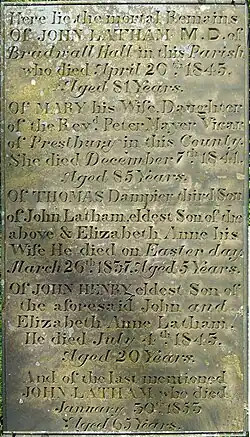 Here lie the mortal Remains
Of JOHN LATHAM M.D. of
Bradwall Hall in this Parish
who died April 20th 1843.
Aged 81 Years.
Of MARY his Wife, Daughter
of the Revd Peter Mayer Vicar
of Prestbury in this County.
She died December 7th 1841.
Aged 85 Years.
Of THOMAS Dampier third Son
of John Latham, eldest Son of the
above & Elizabeth Anne his
Wife He died on Easter day
March 26th 1837. Aged 5 Years.
Of JOHN HENRY, eldest Son of
the aforesaid John and
Elizabeth Anne Latham.
He died July 4th 1843.
Aged 20 Years.
And of the last mentioned
JOHN LATHAM who died
January 30th 1853
Aged 65 Years.